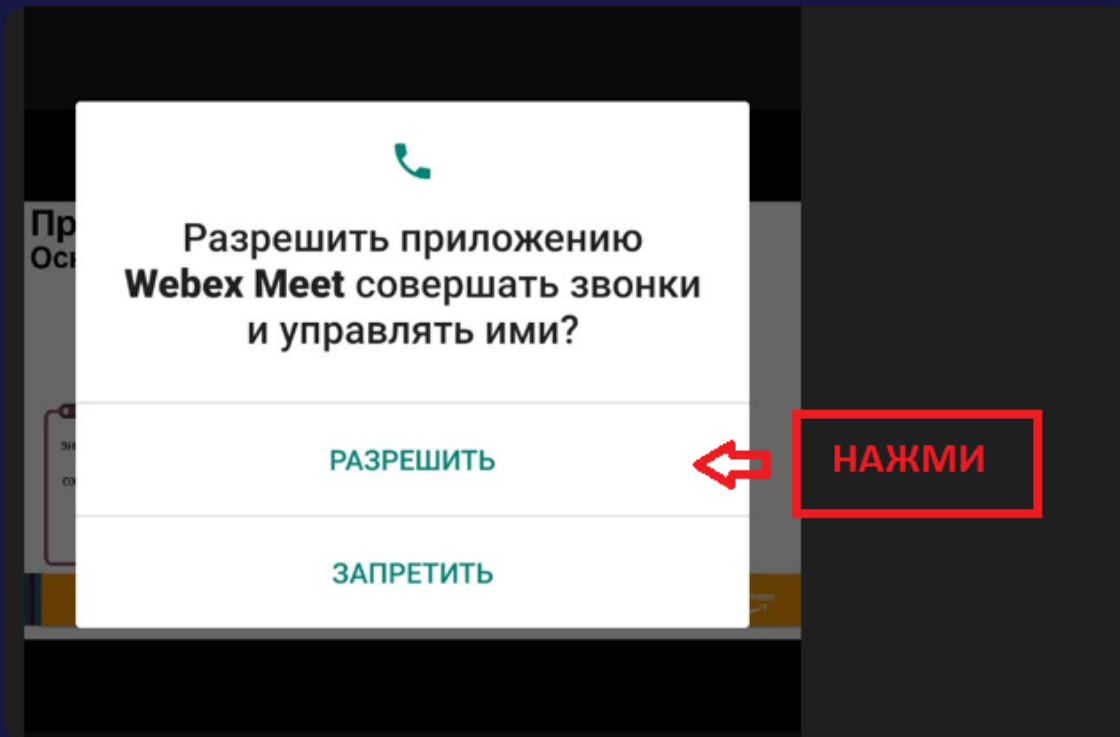 Разрешить приложению
Webex Meet совершать звонки
и управлять ими?
РАЗРЕШИТЬ
НАЖМИ
ЗАПРЕТИТЬ